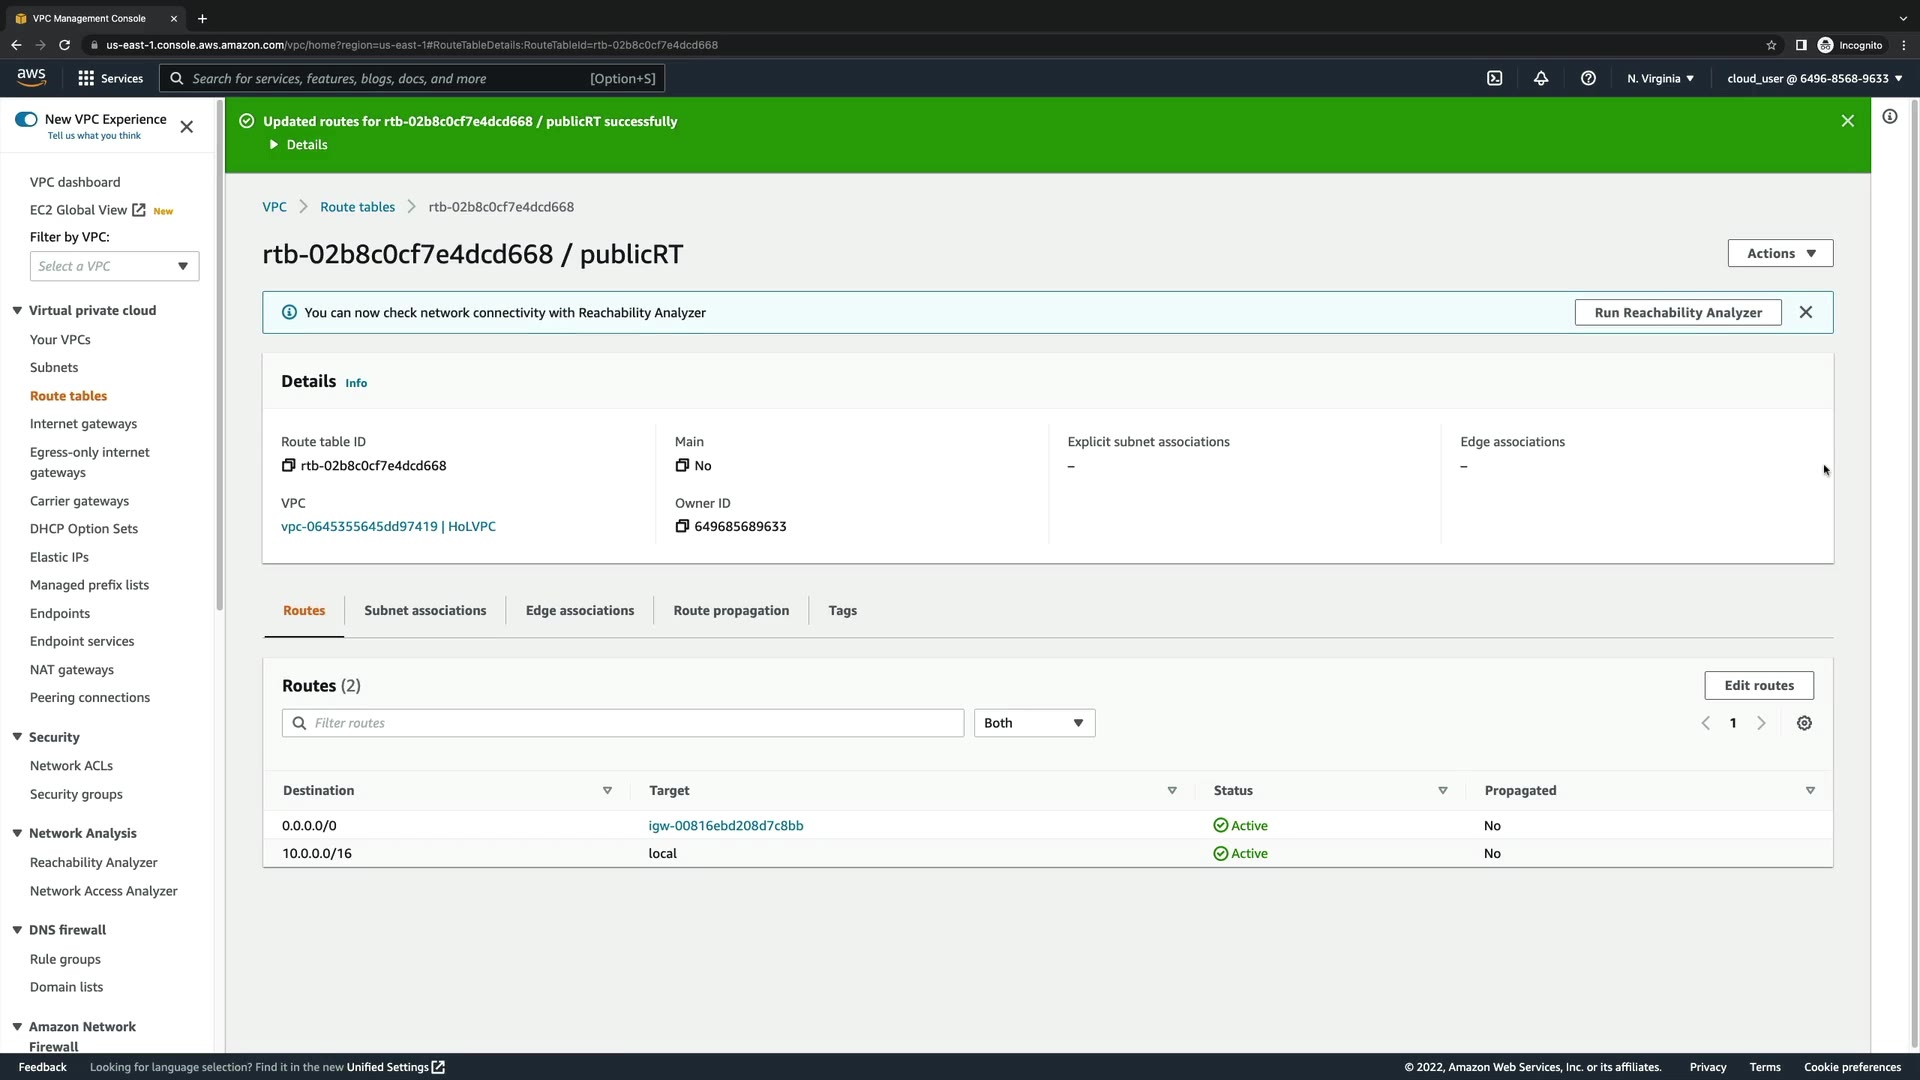 VPC Management Console
us-east-1.console.aws.amazon.com/vpc/home?region=us-east-1#RouteTableDetails:RouteTableId=rtb-02b8c0cf7e4dcd668
Incognito
aws
Services
Search for services, features, blogs, docs, and more
[Option+S]
N. Virginia
cloud_user @ 6496-8568-9633
New VPC Experience
Tell us what you think
VPC dashboard
EC2 Global View New
Filter by VPC:
Select a VPC
Virtual private cloud
Your VPCs
Subnets
Route tables
Internet gateways
Egress-only internet
gateways
Carrier gateways
DHCP Option Sets
Elastic IPs
Managed prefix lists
Endpoints
Endpoint services
NAT gateways
Peering connections
Security
Network ACLs
Security groups
Network Analysis
Reachability Analyzer
Network Access Analyzer
DNS firewall
Rule groups
Domain lists
Amazon Network
Firewall
Updated routes for rtb-02b8c0cf7e4dcd668 / publicRT successfully
Details
VPC
Route tables
rtb-02b8c0cf7e4dcd668
rtb-02b8c0cf7e4dcd668 / publicRT
Actions
You can now check network connectivity with Reachability Analyzer
Run Reachability Analyzer
Details Info
Route table ID
rtb-02b8c0cf7e4dcd668
Main
No
Explicit subnet associations
–
Edge associations
–
VPC
vpc-0645355645dd97419 | HoLVPC
Owner ID
649685689633
Routes
Subnet associations
Edge associations
Route propagation
Tags
Routes (2)
Edit routes
Filter routes
Both
1
Destination
Target
Status
Propagated
0.0.0.0/0
igw-00816ebd208d7c8bb
Active
No
10.0.0.0/16
local
Active
No
Feedback
Looking for language selection? Find it in the new Unified Settings
© 2022, Amazon Web Services, Inc. or its affiliates.
Privacy
Terms
Cookie preferences